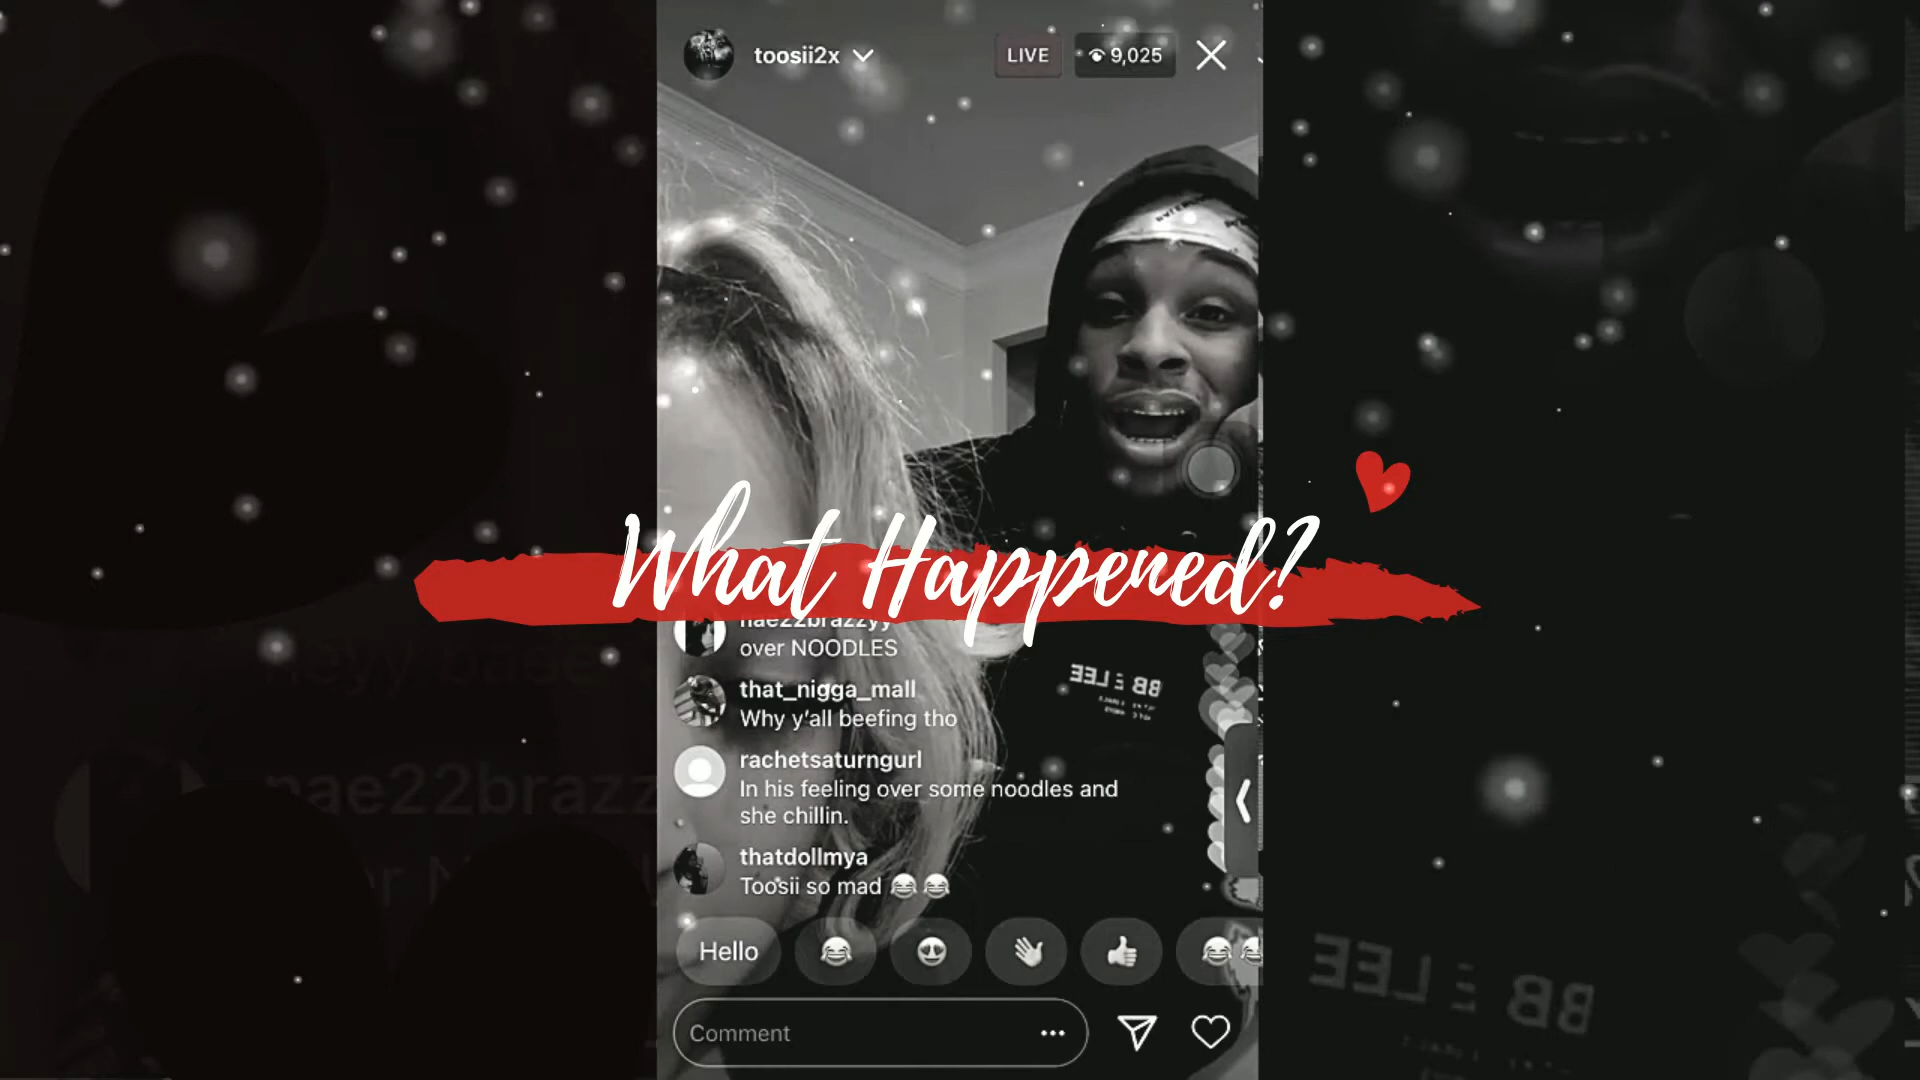 toosii2x
LIVE
9,025
What Happened?
nae22brazzyy
over NOODLES
that_nigga_mall
Why y'all beefing tho
rachetsaturngurl
In his feeling over some noodles and
she chillin.
thatdollmya
Toosii so mad 😂 😂
Hello
Comment